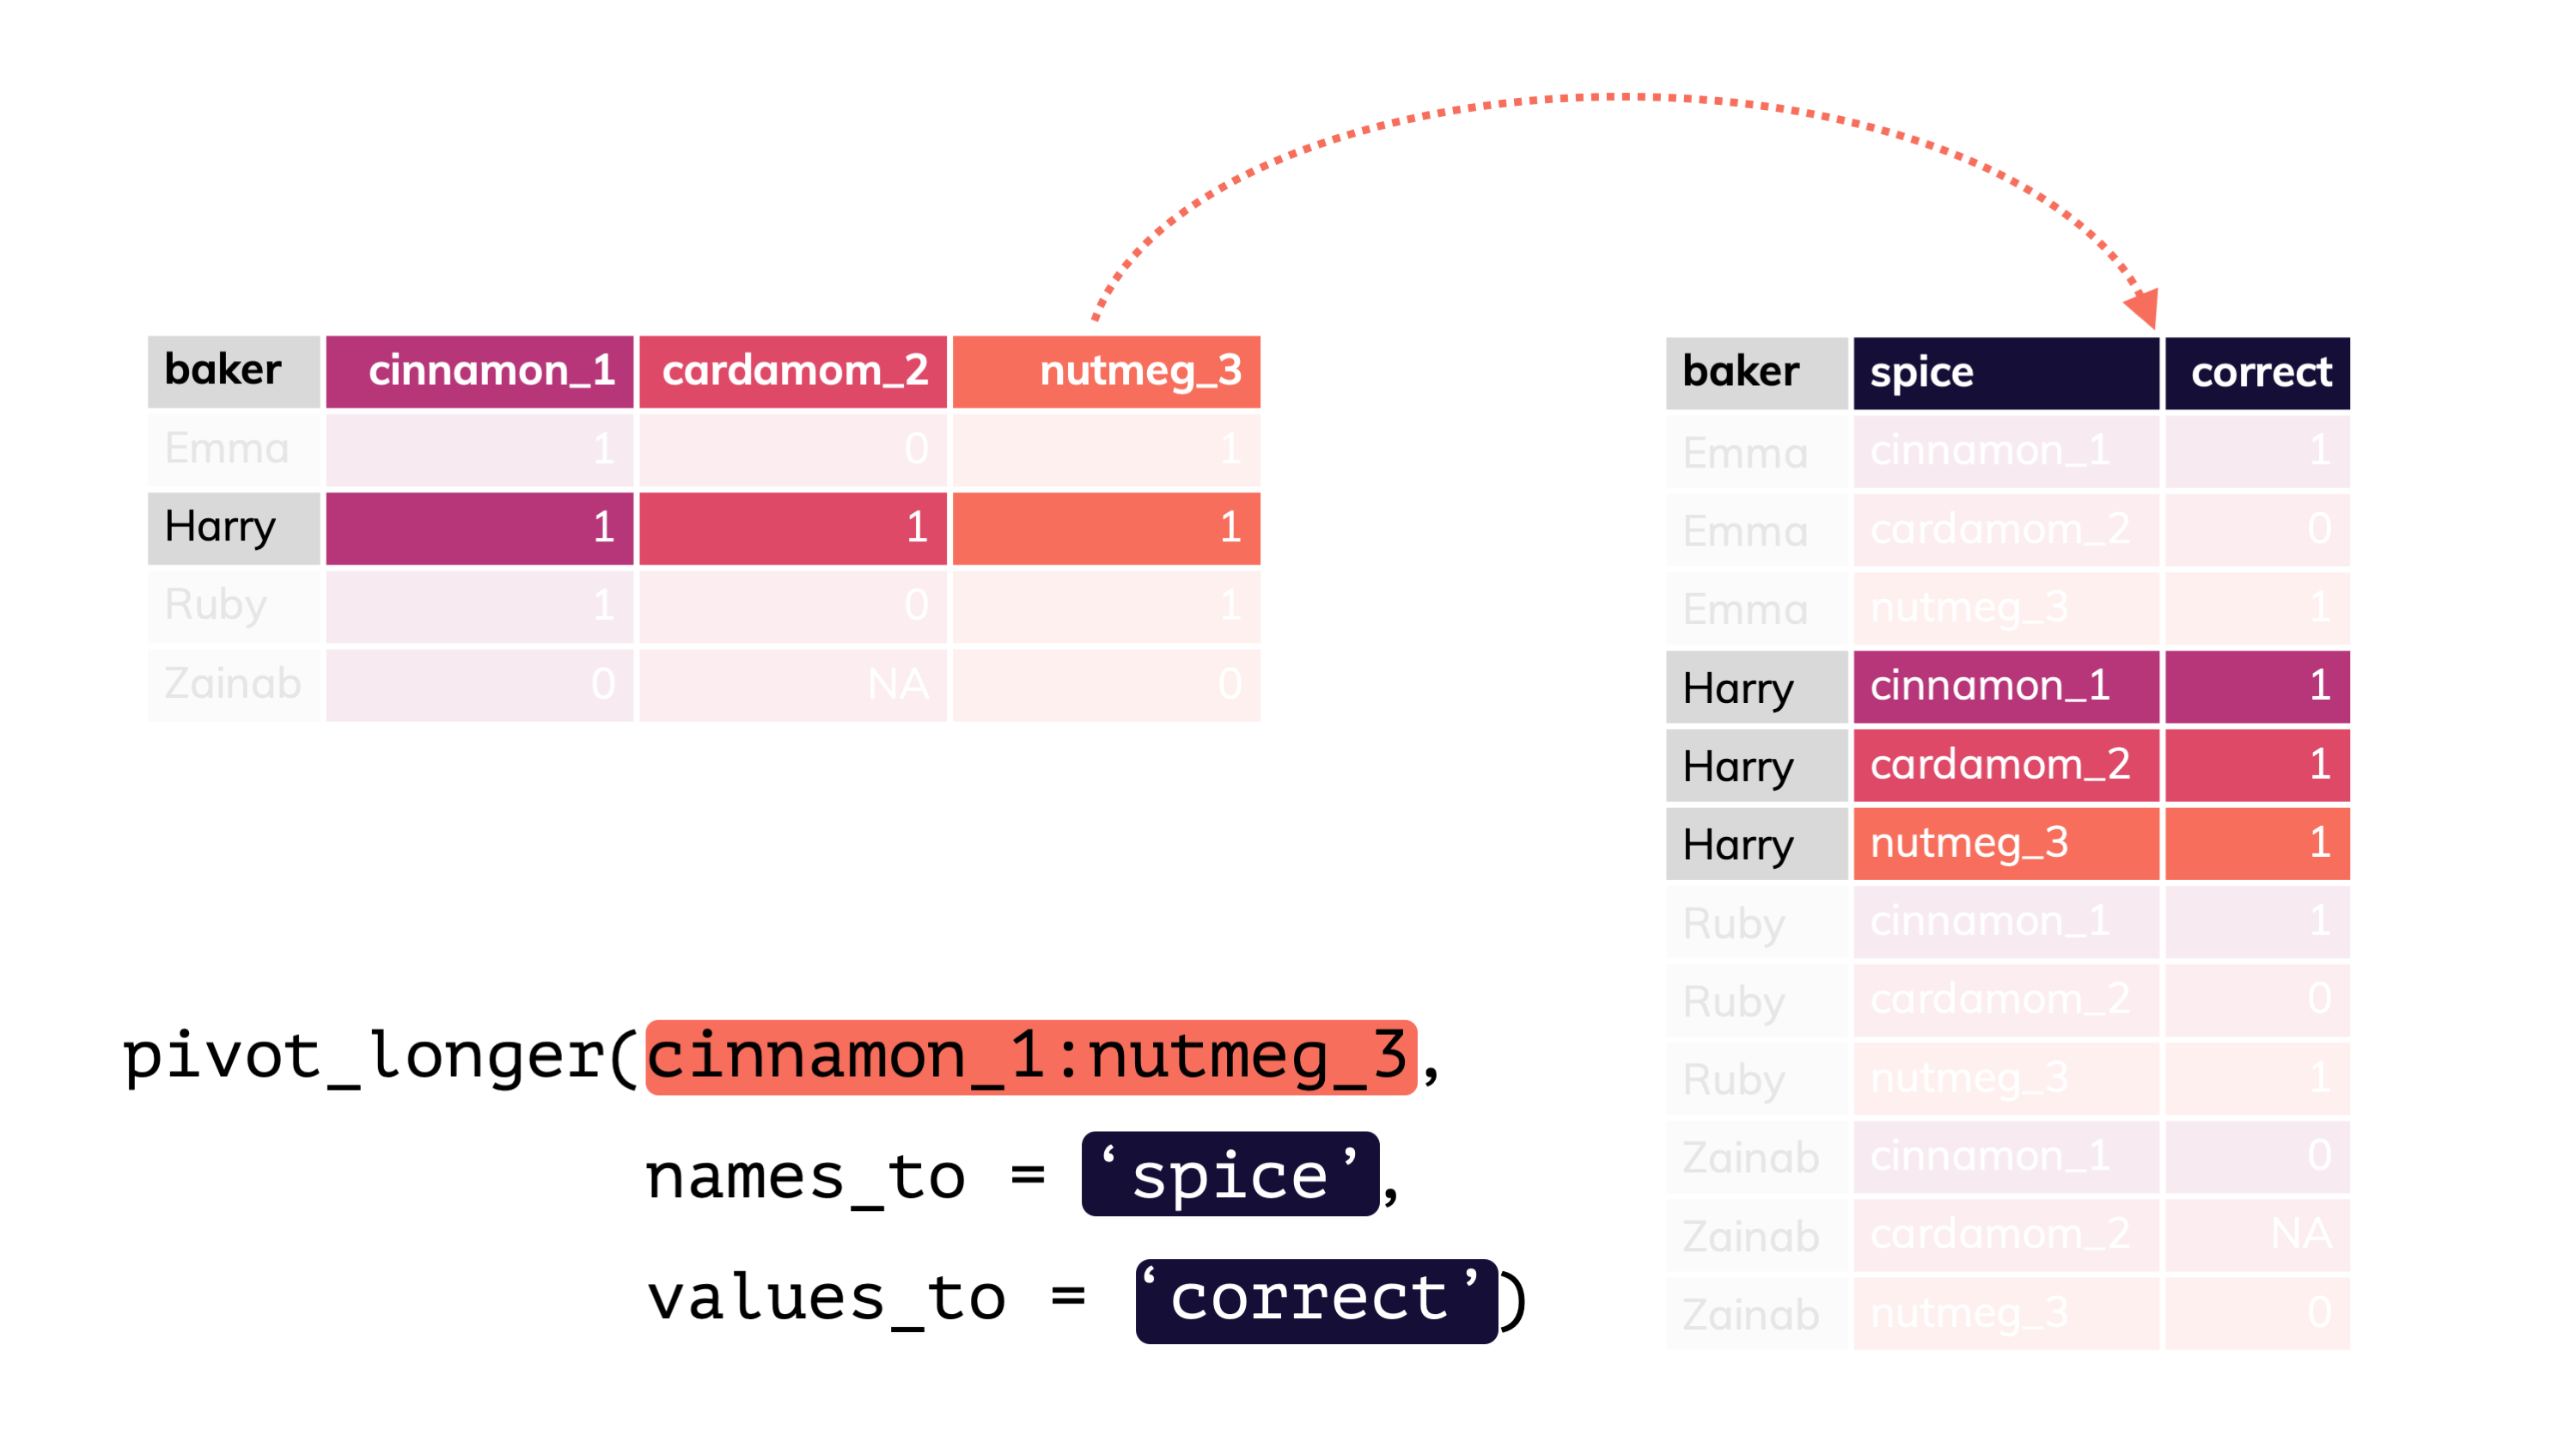 baker cinnamon_1 cardamom_2 nutmeg_3
Emma 1 0 1
Harry 1 1 1
Ruby 1 0 1
Zainab 0 NA 0
pivot_longer(cinnamon_1:nutmeg_3,
names_to = ‘spice’,
values_to = ‘correct’)
baker spice correct
Emma cinnamon_1 1
Emma cardamom_2 0
Emma nutmeg_3 1
Harry cinnamon_1 1
Harry cardamom_2 1
Harry nutmeg_3 1
Ruby cinnamon_1 1
Ruby cardamom_2 0
Ruby nutmeg_3 1
Zainab cinnamon_1 0
Zainab cardamom_2 NA
Zainab nutmeg_3 0